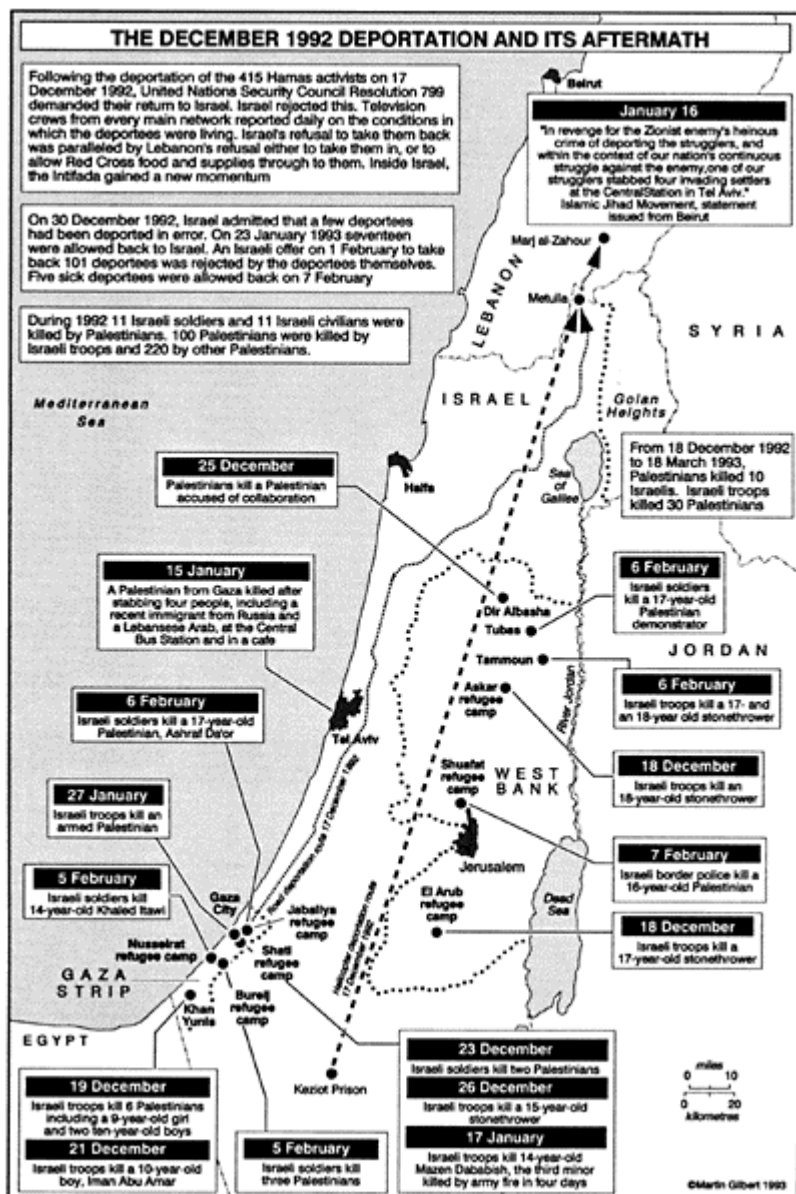 THE DECEMBER 1992 DEPORTATION AND ITS AFTERMATH
Following the deportation of the 415 Hamas activists on 17
December 1992, United Nations Security Council Resolution 799
demanded their return to Israel. Israel rejected this. Television
crews from every main network reported daily on the conditions in
which the deportees were living. Israel's refusal to take them back
was paralleled by Lebanon's refusal either to take them in, or to
allow Red Cross food and supplies through to them. Inside Israel,
the Intifada gained a new momentum
On 30 December 1992, Israel admitted that a few deportees
had been deported in error. On 23 January 1993 seventeen
were allowed back to Israel. An Israeli offer on 1 February to take
back 101 deportees was rejected by the deportees themselves.
Five sick deportees were allowed back on 7 February
During 1992 11 Israeli soldiers and 11 Israeli civilians were
killed by Palestinians. 100 Palestinians were killed by
Israeli troops and 220 by other Palestinians.
Beirut
January 16
"In revenge for the Zionist enemy's heinous
crime of deporting the strugglers, and
within the context of our nation's continuous
struggle against the enemy,one of our
strugglers stabbed four invading settlers
at the CentralStation in Tel Aviv."
Islamic Jihad Movement, statement
issued from Beirut
Marj al-Zahour
Metulla
LEBANON
SYRIA
ISRAEL
Golan
Heights
Mediterranean
Sea
Haifa
Sea
of
Galilee
From 18 December 1992
to 18 March 1993,
Palestinians killed 10
Israelis. Israeli troops
killed 30 Palestinians
25 December
Palestinians kill a Palestinian
accused of collaboration
15 January
A Palestinian from Gaza killed after
stabbing four people, including a
recent immigrant from Russia and
a Lebansese Arab, at the Central
Bus Station and in a cafe
6 February
Israeli soldiers
kill a 17-year-old
Palestinian
demonstrator
Dir Albasha
Tubas
Tammoun
JORDAN
Askar
refugee
camp
River Jordan
6 February
Israeli troops kill a 17- and
an 18-year old stonethrower
6 February
Israeli soldiers kill a 17-year-old
Palestinian, Ashraf Da'or
Tel Aviv
18 December
Israeli troops kill an
18-year-old stonethrower
Shuafat
refugee
camp
WEST
BANK
27 January
Israeli troops kill an
armed Palestinian
Road deportation route 17 December 1992
Jerusalem
7 February
Israeli border police kill a
16-year-old Palestinian
5 February
Israeli soldiers kill
14-year-old Khaled Itawi
Gaza
City
Jaballya
refugee
camp
El Arub
refugee
camp
Dead
Sea
18 December
Israeli troops kill a
17-year-old stonethrower
Nusseirat
refugee camp
Shati
refugee
camp
Helicopter deportation route
17 December 1992
GAZA
STRIP
Bureij
refugee
camp
Khan
Yunis
EGYPT
Keziot Prison
19 December
Israeli troops kill 6 Palestinians
including a 9-year-old girl
and two ten-year-old boys
21 December
Israeli troops kill a 10-year-old
boy, Iman Abu Amar
5 February
Israeli soldiers kill
three Palestinians
23 December
Israeli soldiers kill two Palestinians
26 December
Israeli troops kill a 15-year-old
stonethrower
17 January
Israeli troops kill 14-year-old
Mazen Dababish, the third minor
killed by army fire in four days
miles
0 10
0 20
kilometres
©Martin Gilbert 1993